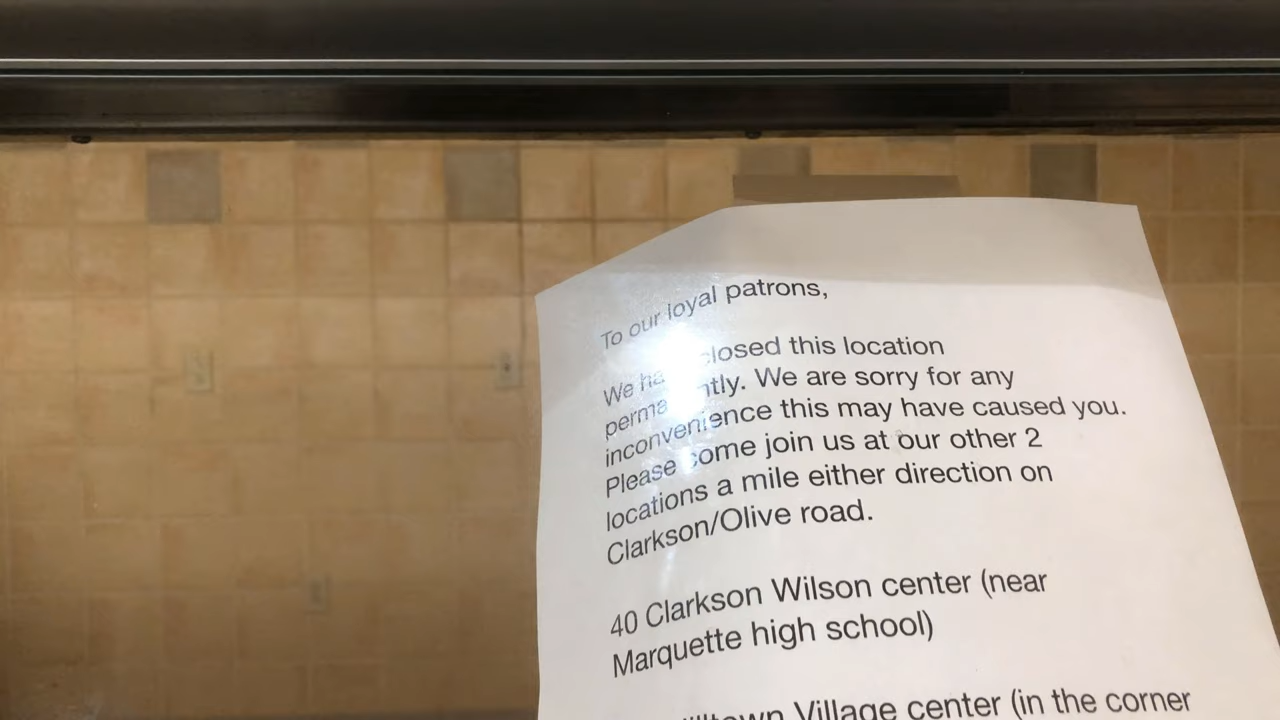 To our loyal patrons,
We closed this location
We are sorry for any
inconvenience this may have caused you.
Please come join us at our other 2
locations a mile either direction on
Clarkson/Olive road.
40 Clarkson Wilson center (near
Marquette high school)
Village center (in the corner